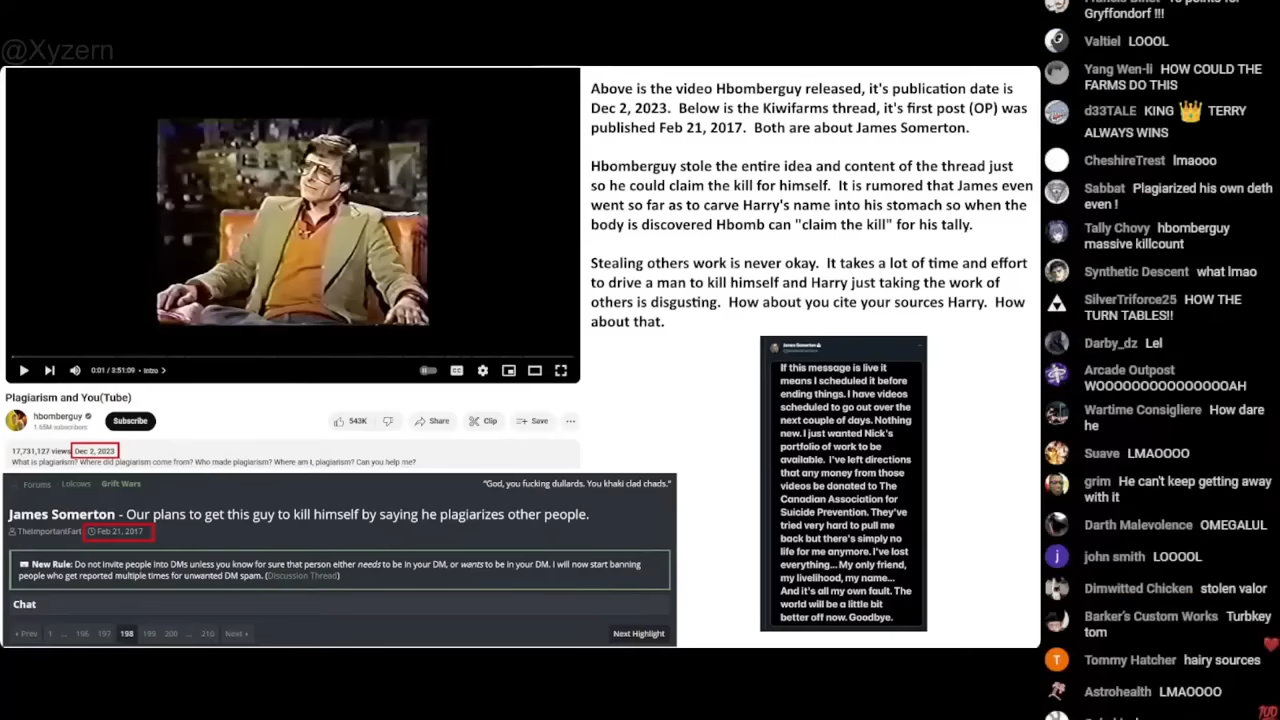 @Xyzern
Above is the video Hbomberguy released, it's publication date is
Dec 2, 2023.  Below is the Kiwifarms thread, it's first post (OP) was
published Feb 21, 2017.  Both are about James Somerton.
Hbomberguy stole the entire idea and content of the thread just
so he could claim the kill for himself.  It is rumored that James even
went so far as to carve Harry's name into his stomach so when the
body is discovered Hbomb can "claim the kill" for his tally.
Stealing others work is never okay.  It takes a lot of time and effort
to drive a man to kill himself and Harry just taking the work of
others is disgusting.  How about you cite your sources Harry.  How
about that.
0:01 / 3:51:09 • Intro >
Plagiarism and You(Tube)
hbomberguy
1.65M subscribers
Subscribe
543K
Share
Clip
Save
17,731,127 views Dec 2, 2023
What is plagiarism? Where did plagiarism come from? Who made plagiarism? Where am I, plagiarism? Can you help me?
Forums Lolcows Grift Wars
"God, you fucking dullards. You khaki clad chads."
James Somerton - Our plans to get this guy to kill himself by saying he plagiarizes other people.
TheImportantFart Feb 21, 2017
New Rule: Do not invite people into DMs unless you know for sure that person either needs to be in your DM, or wants to be in your DM. I will now start banning
people who get reported multiple times for unwanted DM spam. (Discussion Thread)
Chat
Prev 1 ... 196 197 198 199 200 ... 210 Next
Next Highlight
James Somerton
If this message is live it
means I scheduled it before
ending things. I have videos
scheduled to go out over the
next couple of days. Nothing
new. I just wanted Nick's
portfolio of work to be
available.  I've left directions
that any money from those
videos be donated to The
Canadian Association for
Suicide Prevention. They've
tried very hard to pull me
back but there's simply no
life for me anymore. I've lost
everything... My only friend,
my livelihood, my name...
And it's all my own fault. The
world will be a little bit
better off now. Goodbye.
Gryffondorf !!!
Valtiel LOOOL
Yang Wen-li HOW COULD THE
FARMS DO THIS
d33TALE KING 👑 TERRY
ALWAYS WINS
CheshireTrest lmaooo
Sabbat Plagiarized his own deth
even !
Tally Chovy hbomberguy
massive killcount
Synthetic Descent what lmao
SilverTriforce25 HOW THE
TURN TABLES!!
Darby_dz Lel
Arcade Outpost
WOOOOOOOOOOOOOOAH
Wartime Consigliere How dare
he
Suave LMAOOOO
grim He can't keep getting away
with it
Darth Malevolence OMEGALUL
john smith LOOOOL
Dimwitted Chicken stolen valor
Barker's Custom Works Turbkey
tom
Tommy Hatcher hairy sources
Astrohealth LMAOOOO